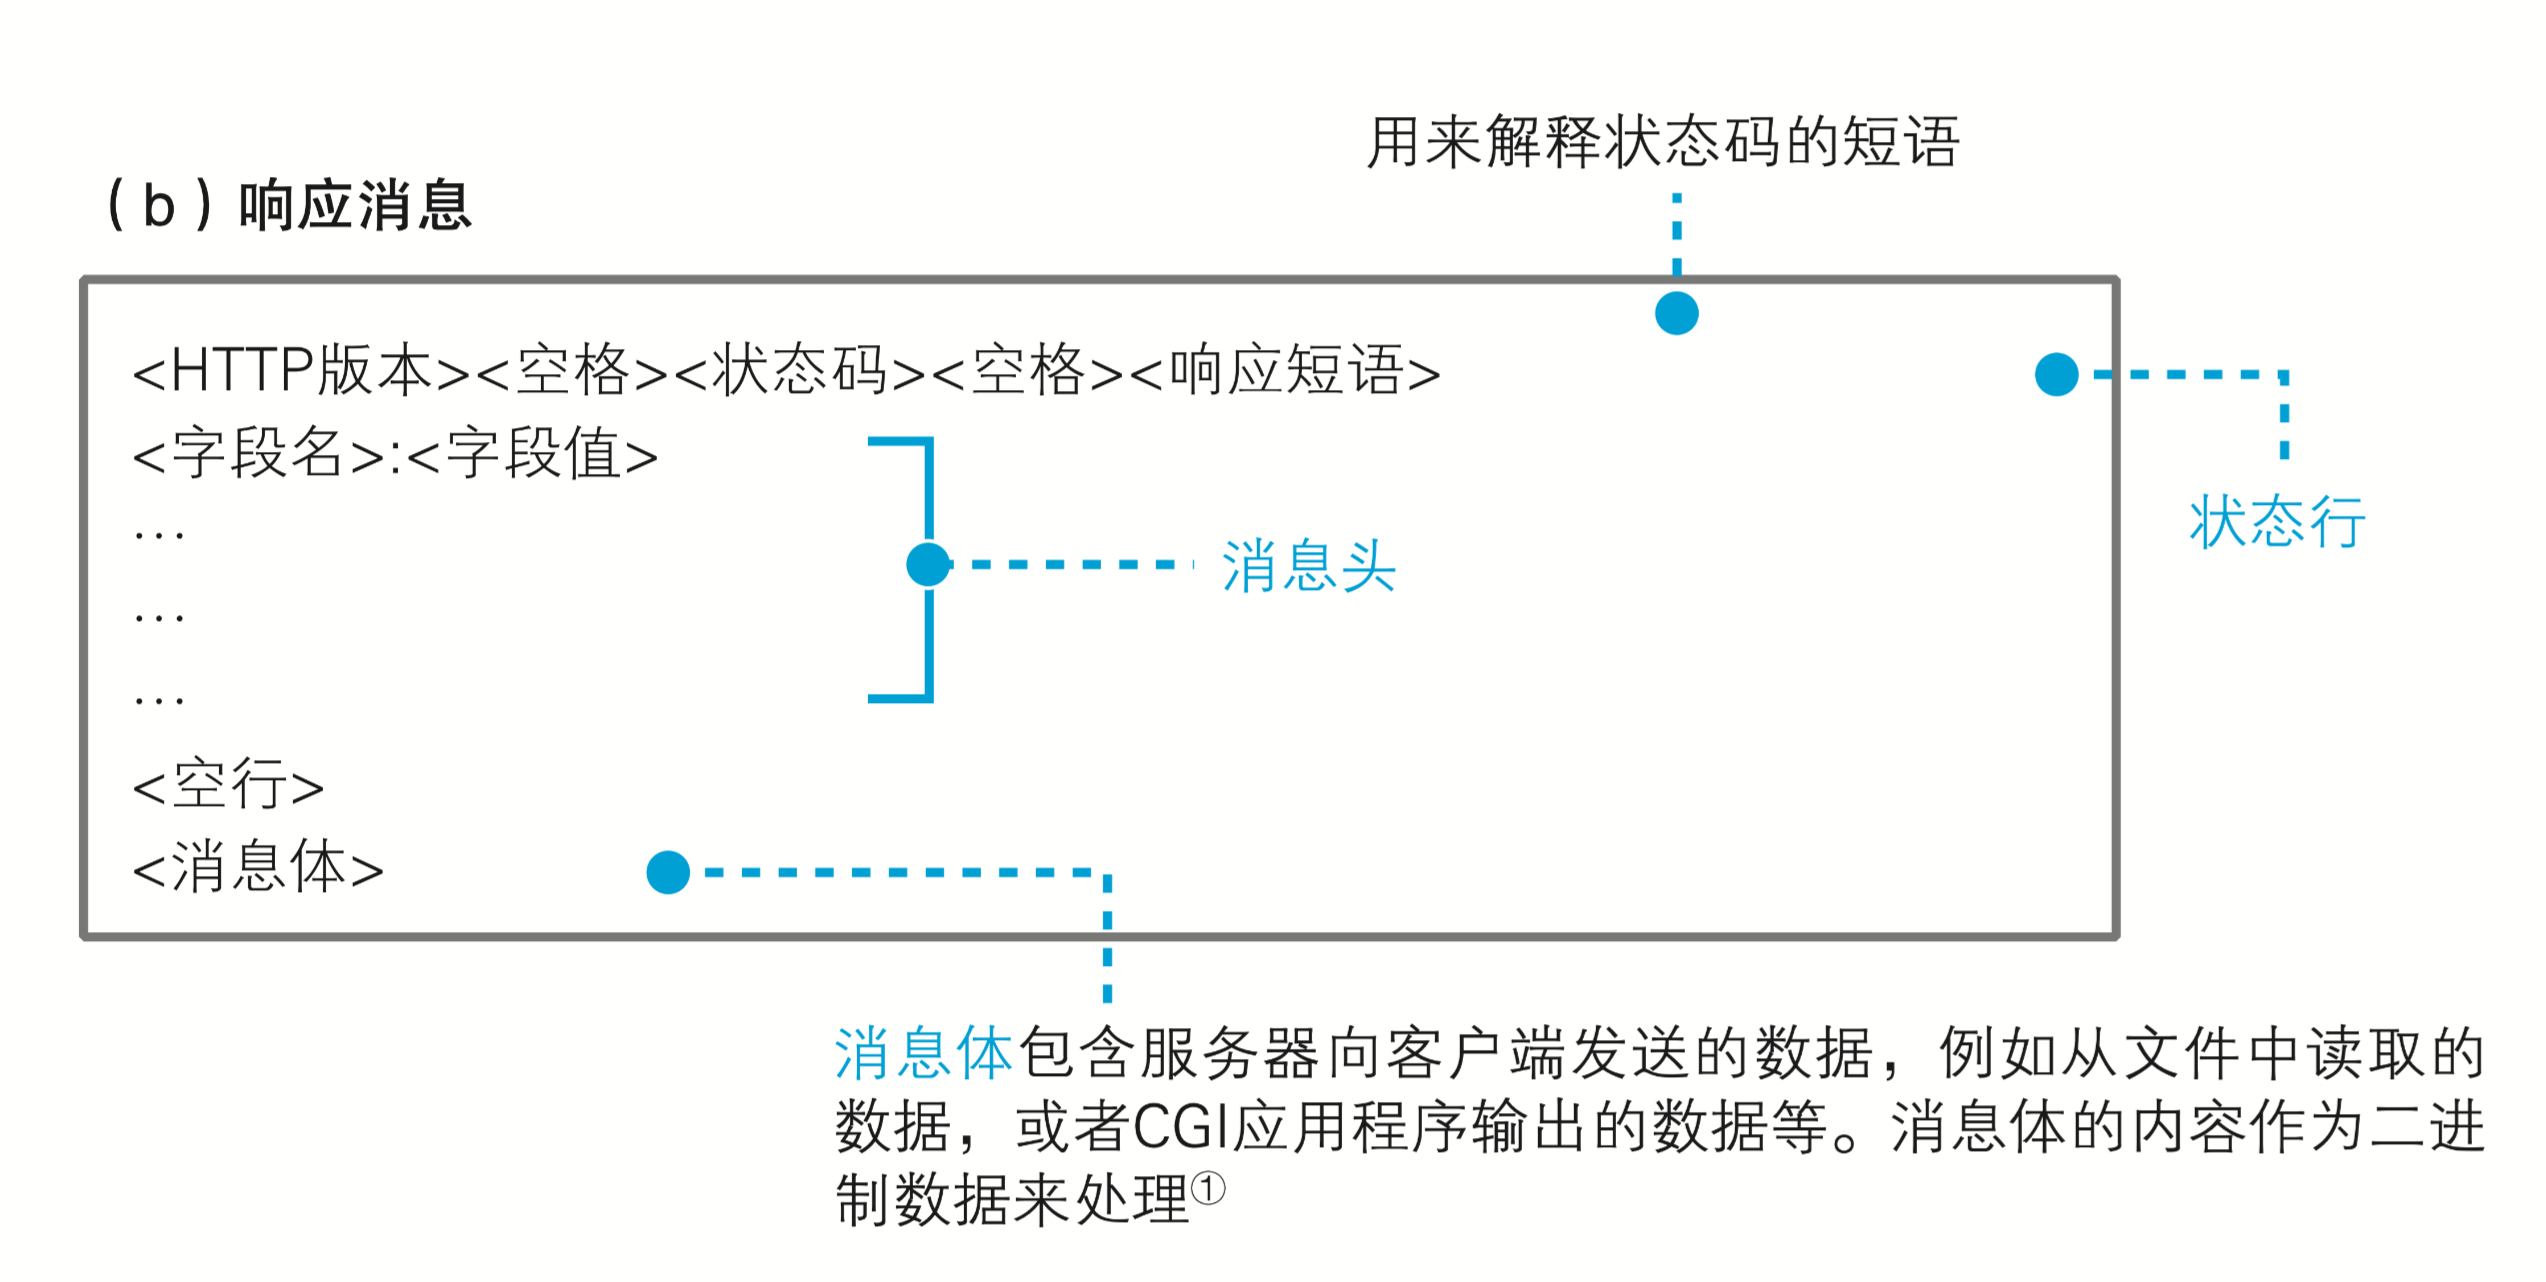 用来解释状态码的短语
(b)响应消息
<HTTP版本><空格><状态码><空格><响应短语>
状态行
<字段名>:<字段值>
…
消息头
…
…
<空行>
<消息体>
消息体包含服务器向客户端发送的数据，例如从文件中读取的
数据，或者CGI应用程序输出的数据等。消息体的内容作为二进
制数据来处理①